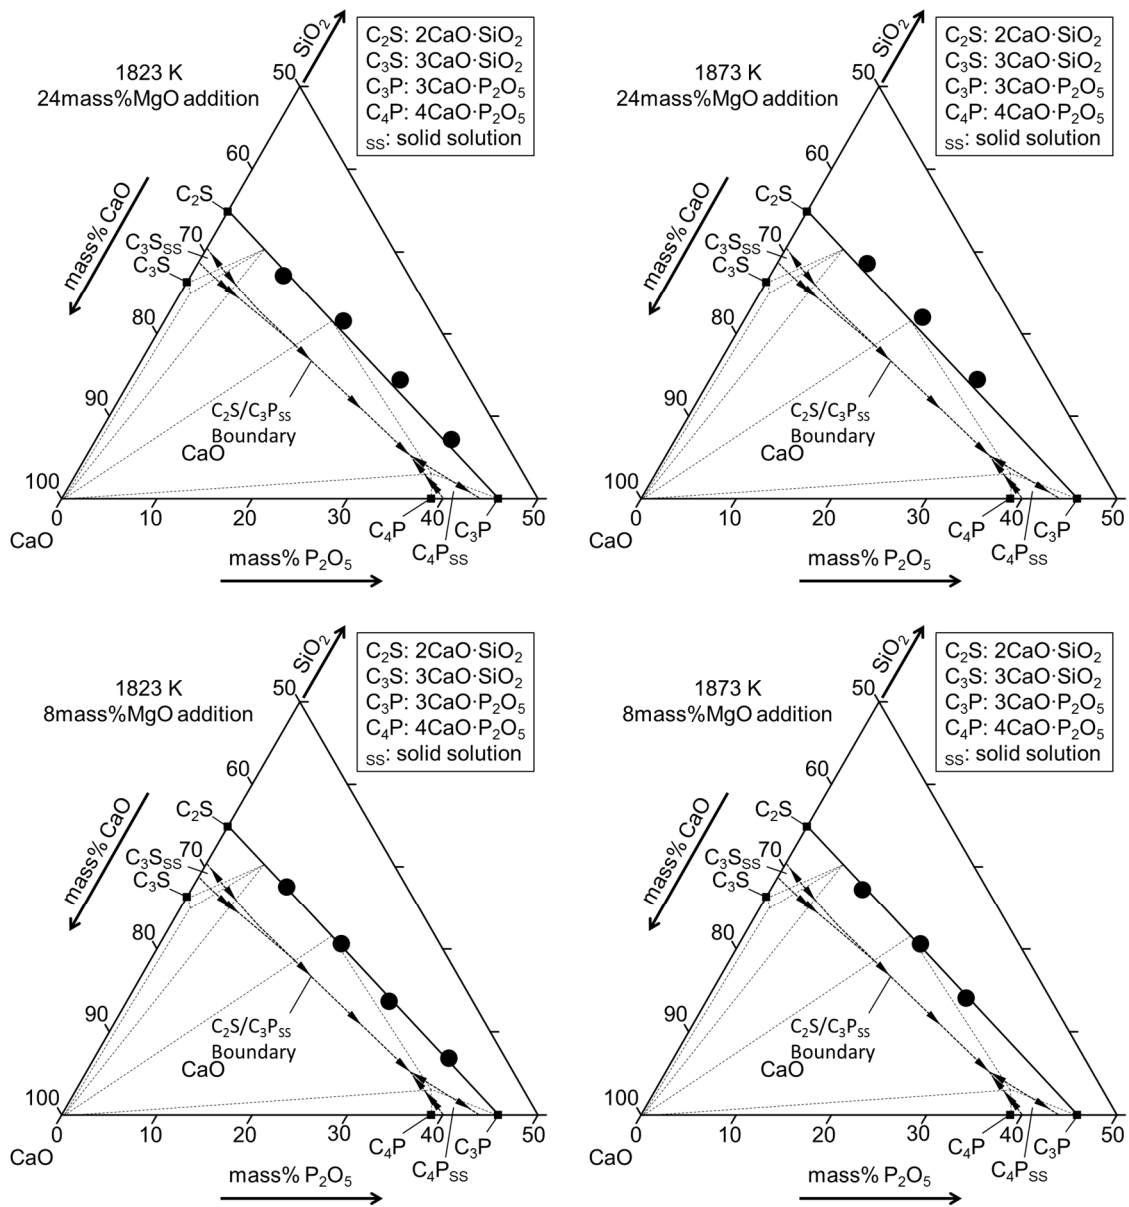 SiO₂
C₂S: 2CaO·SiO₂
C₃S: 3CaO·SiO₂
C₃P: 3CaO·P₂O₅
C₄P: 4CaO·P₂O₅
ss: solid solution
1823 K
24mass%MgO addition
50
60
C₂S
mass% CaO
70
C₃Sss
C₃S
80
90
C₂S/C₃Pss
Boundary
CaO
100
0
10
20
30
40
50
CaO
C₄P
C₃P
C₄Pss
mass% P₂O₅
SiO₂
C₂S: 2CaO·SiO₂
C₃S: 3CaO·SiO₂
C₃P: 3CaO·P₂O₅
C₄P: 4CaO·P₂O₅
ss: solid solution
1873 K
24mass%MgO addition
50
60
C₂S
mass% CaO
70
C₃Sss
C₃S
80
90
C₂S/C₃Pss
Boundary
CaO
100
0
10
20
30
40
50
CaO
C₄P
C₃P
C₄Pss
mass% P₂O₅
SiO₂
C₂S: 2CaO·SiO₂
C₃S: 3CaO·SiO₂
C₃P: 3CaO·P₂O₅
C₄P: 4CaO·P₂O₅
ss: solid solution
1823 K
8mass%MgO addition
50
60
C₂S
mass% CaO
70
C₃Sss
C₃S
80
90
C₂S/C₃Pss
Boundary
CaO
100
0
10
20
30
40
50
CaO
C₄P
C₃P
C₄Pss
mass% P₂O₅
SiO₂
C₂S: 2CaO·SiO₂
C₃S: 3CaO·SiO₂
C₃P: 3CaO·P₂O₅
C₄P: 4CaO·P₂O₅
ss: solid solution
1873 K
8mass%MgO addition
50
60
C₂S
mass% CaO
70
C₃Sss
C₃S
80
90
C₂S/C₃Pss
Boundary
CaO
100
0
10
20
30
40
50
CaO
C₄P
C₃P
C₄Pss
mass% P₂O₅